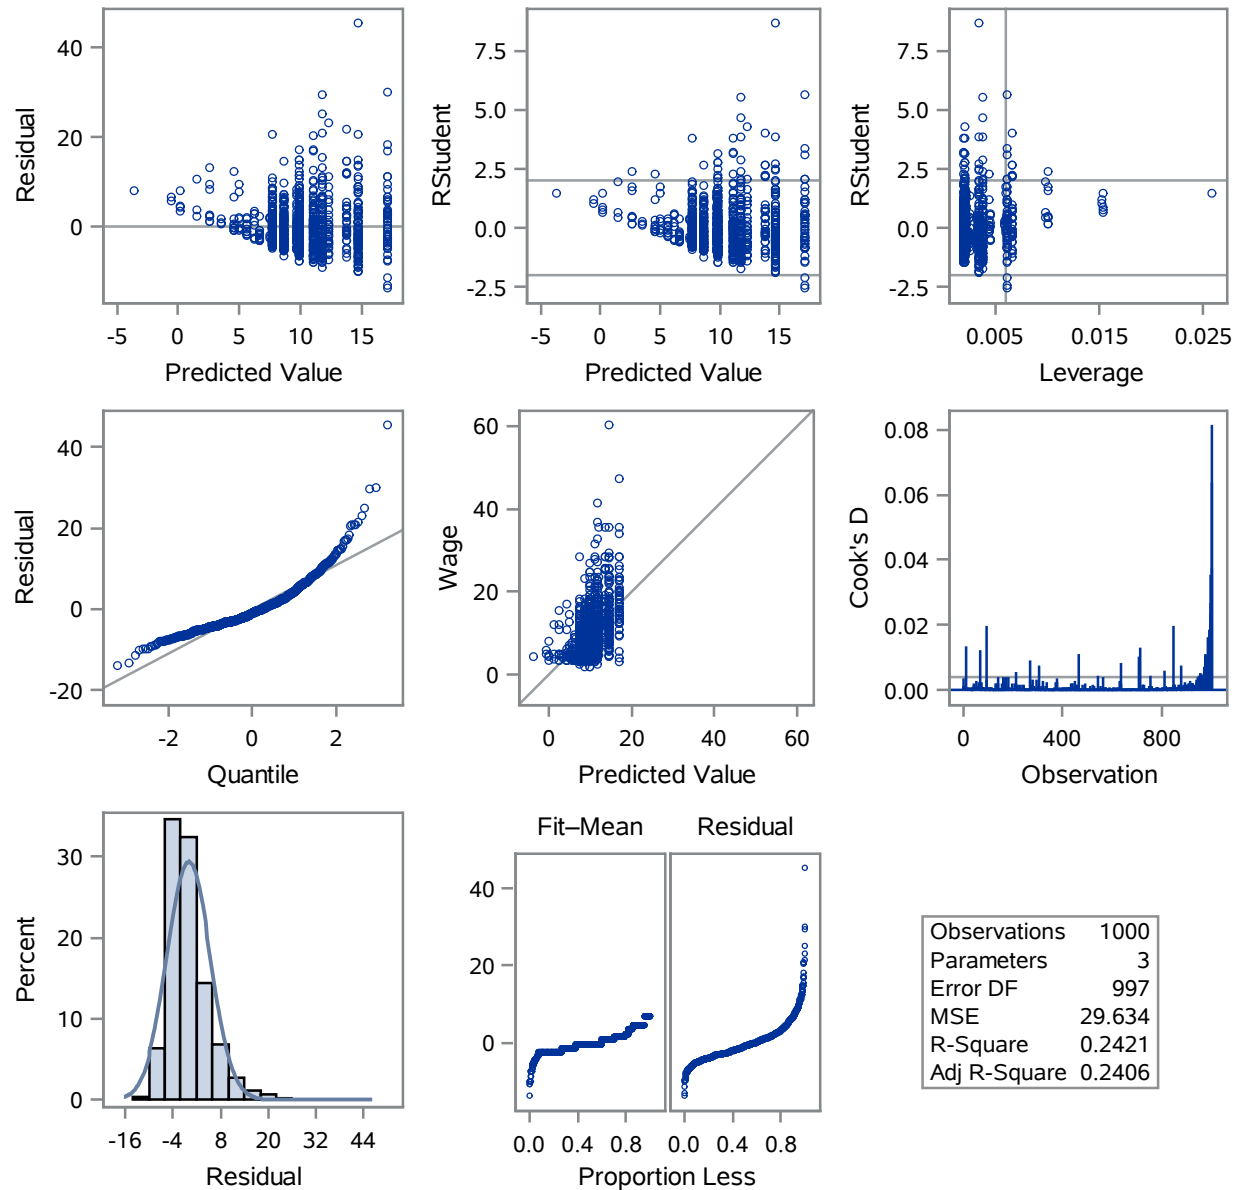 40
20
0
Residual
-5 0 5 10 15
Predicted Value
7.5
5.0
2.5
0.0
-2.5
RStudent
-5 0 5 10 15
Predicted Value
7.5
5.0
2.5
0.0
-2.5
RStudent
0.005 0.015 0.025
Leverage
40
20
0
-20
Residual
-2 0 2
Quantile
60
40
20
0
Wage
0 20 40 60
Predicted Value
0.08
0.06
0.04
0.02
0.00
Cook's D
0 400 800
Observation
30
20
10
0
Percent
-16 -4 8 20 32 44
Residual
Fit–Mean Residual
40
20
0
0.0 0.4 0.8 0.0 0.4 0.8
Proportion Less
Observations 1000
Parameters 3
Error DF 997
MSE 29.634
R-Square 0.2421
Adj R-Square 0.2406